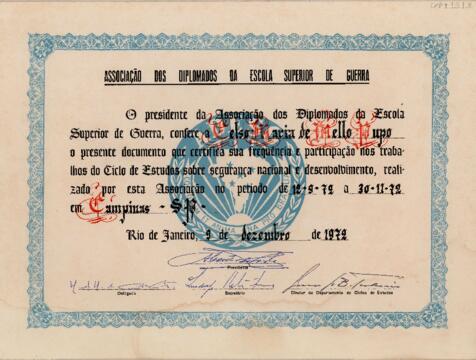 ASSOCIAÇÃO DOS DIPLOMADOS DA ESCOLA SUPERIOR DE GUERRA
O presidente da Associação dos Diplomados da Escola
Superior de Guerra, confere a Celso Maria de Mello Pupo
o presente documento que certifica sua frequência e participação nos traba-
lhos do Ciclo de Estudos sobre segurança nacional e desenvolvimento, reali-
zado por esta Associação no período de 12-9-72 a 30-11-72
em Campinas - SP. -
Rio de Janeiro, 9 de dezembro de 1972
Presidente
Delegado
Secretário
Diretor do Departamento de Ciclos de Estudos